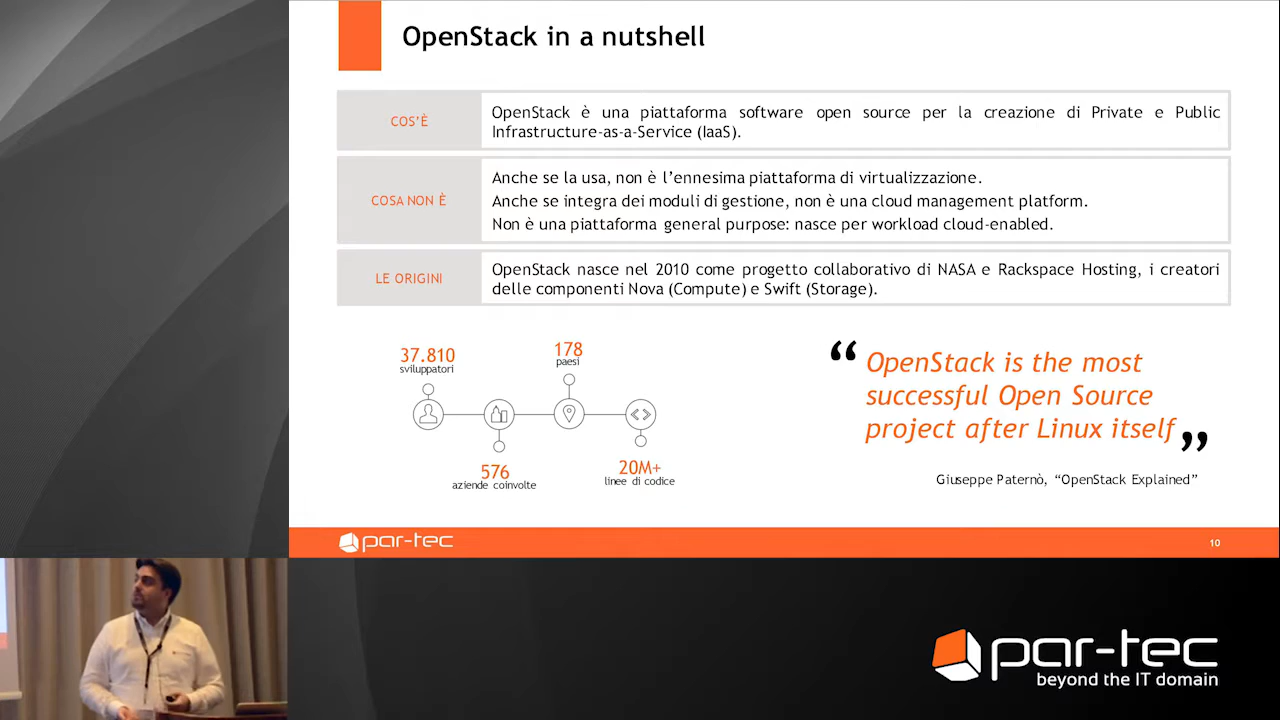 OpenStack in a nutshell
COS'È
OpenStack è una piattaforma software open source per la creazione di Private e Public
Infrastructure-as-a-Service (IaaS).
COSA NON È
Anche se la usa, non è l'ennesima piattaforma di virtualizzazione.
Anche se integra dei moduli di gestione, non è una cloud management platform.
Non è una piattaforma general purpose: nasce per workload cloud-enabled.
LE ORIGINI
OpenStack nasce nel 2010 come progetto collaborativo di NASA e Rackspace Hosting, i creatori
delle componenti Nova (Compute) e Swift (Storage).
37.810
sviluppatori
178
paesi
576
aziende coinvolte
20M+
linee di codice
“OpenStack is the most
successful Open Source
project after Linux itself„
Giuseppe Paternò, “OpenStack Explained”
par-tec
10
par-tec
beyond the IT domain